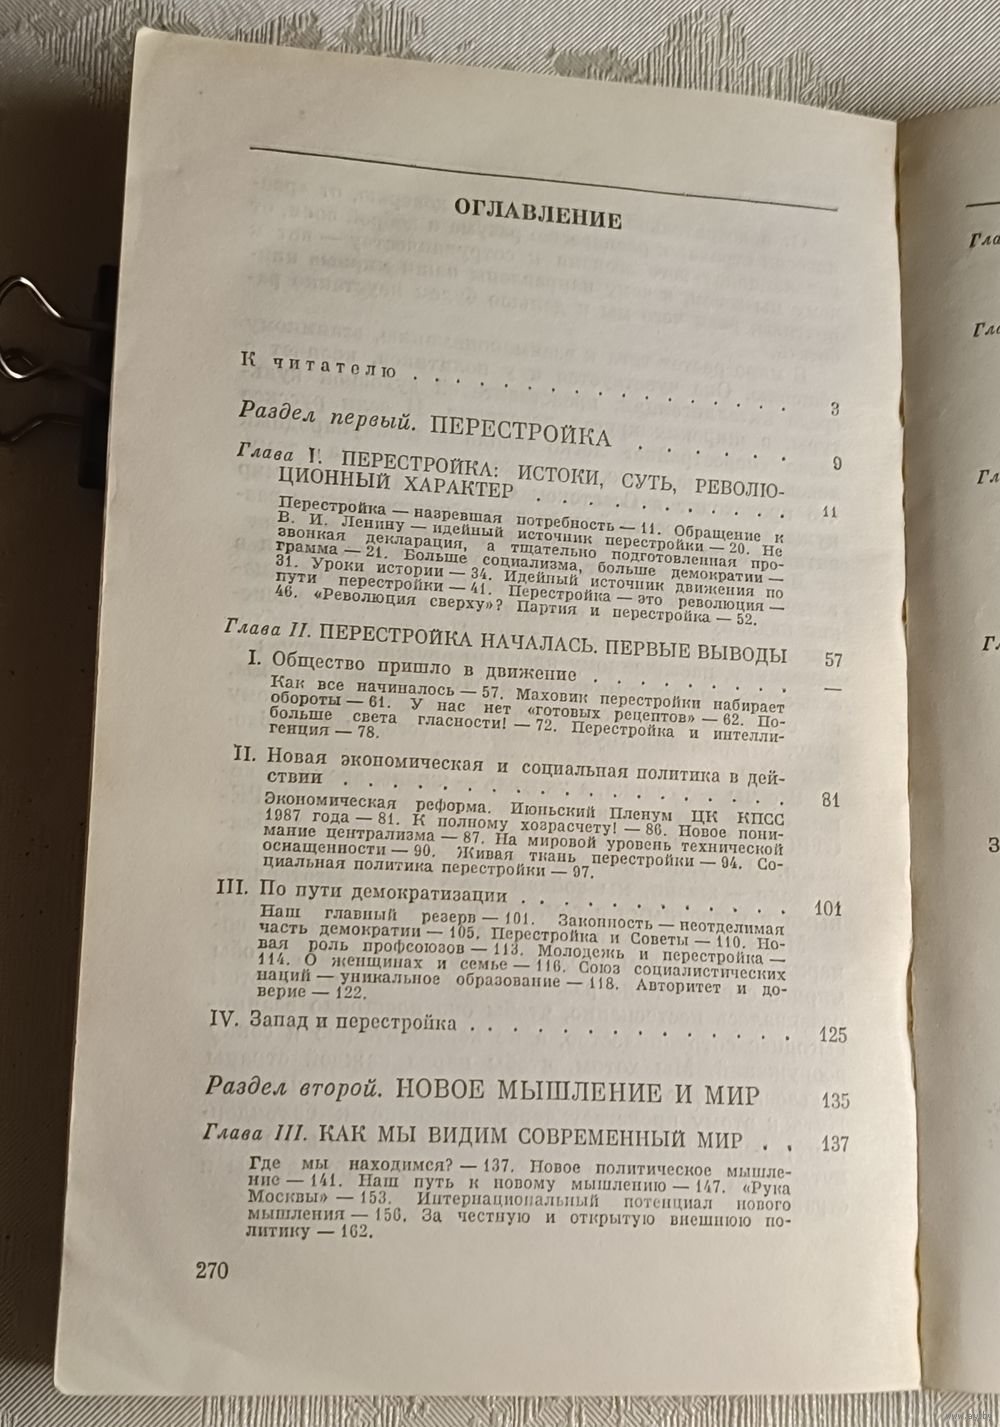 ОГЛАВЛЕНИЕ
К читателю . . . . . . . . . . . . . . . . 3
Раздел первый. ПЕРЕСТРОЙКА . . . . . . 9
Глава I. ПЕРЕСТРОЙКА: ИСТОКИ, СУТЬ, РЕВОЛЮ-
ЦИОННЫЙ ХАРАКТЕР . . . . . . . . . . 11
Перестройка — назревшая потребность — 11. Обращение к
В. И. Ленину — идейный источник перестройки — 20. Не
звонкая декларация, а тщательно подготовленная про-
грамма — 21. Больше социализма, больше демократии —
31. Уроки истории — 34. Идейный источник движения по
пути перестройки — 41. Перестройка — это революция —
46. «Революция сверху»? Партия и перестройка — 52.
Глава II. ПЕРЕСТРОЙКА НАЧАЛАСЬ. ПЕРВЫЕ ВЫВОДЫ 57
I. Общество пришло в движение . . . . . . . . —
Как все начиналось — 57. Маховик перестройки набирает
обороты — 61. У нас нет «готовых рецептов» — 62. По-
больше света гласности! — 72. Перестройка и интелли-
генция — 78.
II. Новая экономическая и социальная политика в дей-
ствии . . . . . . . . . . . . . . . . . . 81
Экономическая реформа. Июньский Пленум ЦК КПСС
1987 года — 81. К полному хозрасчету! — 86. Новое пони-
мание централизма — 87. На мировой уровень технической
оснащенности — 90. Живая ткань перестройки — 94. Со-
циальная политика перестройки — 97.
III. По пути демократизации . . . . . . . . . . . . 101
Наш главный резерв — 101. Законность — неотделимая
часть демократии — 105. Перестройка и Советы — 110. Но-
вая роль профсоюзов — 113. Молодежь и перестройка —
114. О женщинах и семье — 116. Союз социалистических
наций — уникальное образование — 118. Авторитет и до-
верие — 122.
IV. Запад и перестройка . . . . . . . . . . . . . . 125
Раздел второй. НОВОЕ МЫШЛЕНИЕ И МИР 135
Глава III. КАК МЫ ВИДИМ СОВРЕМЕННЫЙ МИР . . 137
Где мы находимся? — 137. Новое политическое мышле-
ние — 141. Наш путь к новому мышлению — 147. «Рука
Москвы» — 153. Интернациональный потенциал нового
мышления — 156. За честную и открытую внешнюю по-
литику — 162.
270
Гла
Гла
Гл
Гл
З
www.ay.by